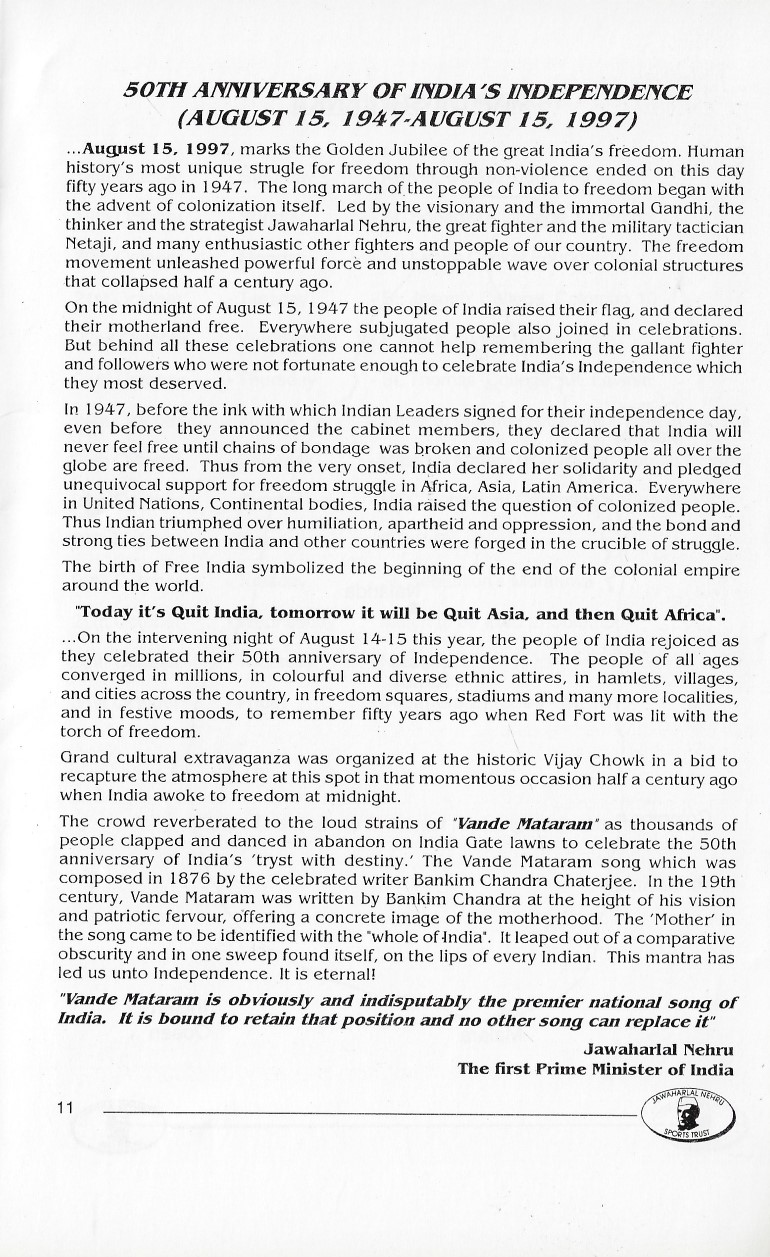 50TH ANNIVERSARY OF INDIA'S INDEPENDENCE
(AUGUST 15, 1947-AUGUST 15, 1997)
...August 15, 1997, marks the Golden Jubilee of the great India's freedom. Human
history's most unique strugle for freedom through non-violence ended on this day
fifty years ago in 1947. The long march of the people of India to freedom began with
the advent of colonization itself. Led by the visionary and the immortal Gandhi, the
thinker and the strategist Jawaharlal Nehru, the great fighter and the military tactician
Netaji, and many enthusiastic other fighters and people of our country. The freedom
movement unleashed powerful force and unstoppable wave over colonial structures
that collapsed half a century ago.
On the midnight of August 15, 1947 the people of India raised their flag, and declared
their motherland free. Everywhere subjugated people also joined in celebrations.
But behind all these celebrations one cannot help remembering the gallant fighter
and followers who were not fortunate enough to celebrate India's Independence which
they most deserved.
In 1947, before the ink with which Indian Leaders signed for their independence day,
even before they announced the cabinet members, they declared that India will
never feel free until chains of bondage was broken and colonized people all over the
globe are freed. Thus from the very onset, India declared her solidarity and pledged
unequivocal support for freedom struggle in Africa, Asia, Latin America. Everywhere
in United Nations, Continental bodies, India raised the question of colonized people.
Thus Indian triumphed over humiliation, apartheid and oppression, and the bond and
strong ties between India and other countries were forged in the crucible of struggle.
The birth of Free India symbolized the beginning of the end of the colonial empire
around the world.
"Today it's Quit India, tomorrow it will be Quit Asia, and then Quit Africa".
...On the intervening night of August 14-15 this year, the people of India rejoiced as
they celebrated their 50th anniversary of Independence. The people of all ages
converged in millions, in colourful and diverse ethnic attires, in hamlets, villages,
and cities across the country, in freedom squares, stadiums and many more localities,
and in festive moods, to remember fifty years ago when Red Fort was lit with the
torch of freedom.
Grand cultural extravaganza was organized at the historic Vijay Chowk in a bid to
recapture the atmosphere at this spot in that momentous occasion half a century ago
when India awoke to freedom at midnight.
The crowd reverberated to the loud strains of "Vande Mataram" as thousands of
people clapped and danced in abandon on India Gate lawns to celebrate the 50th
anniversary of India's 'tryst with destiny.' The Vande Mataram song which was
composed in 1876 by the celebrated writer Bankim Chandra Chaterjee. In the 19th
century, Vande Mataram was written by Bankim Chandra at the height of his vision
and patriotic fervour, offering a concrete image of the motherhood. The 'Mother' in
the song came to be identified with the "whole of India". It leaped out of a comparative
obscurity and in one sweep found itself, on the lips of every Indian. This mantra has
led us unto Independence. It is eternal!
"Vande Mataram is obviously and indisputably the premier national song of
India. It is bound to retain that position and no other song can replace it"
Jawaharlal Nehru
The first Prime Minister of India
11
JAWAHARLAL NEHRU
SPORTS TRUST